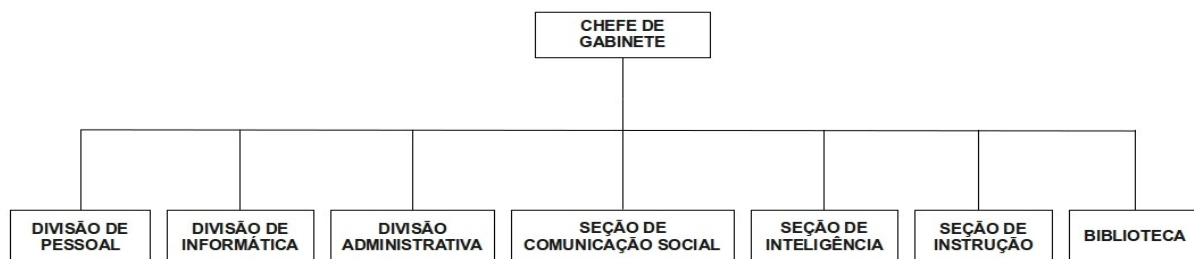 CHEFE DE
GABINETE
DIVISÃO DE
PESSOAL
DIVISÃO DE
INFORMÁTICA
DIVISÃO
ADMINISTRATIVA
SEÇÃO DE
COMUNICAÇÃO SOCIAL
SEÇÃO DE
INTELIGÊNCIA
SEÇÃO DE
INSTRUÇÃO
BIBLIOTECA